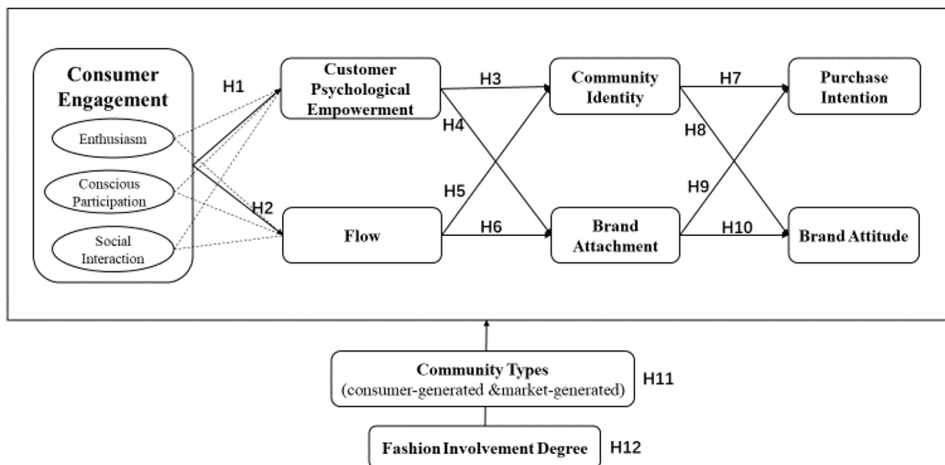 Consumer
Engagement
Enthusiasm
Conscious
Participation
Social
Interaction
H1
H2
Customer
Psychological
Empowerment
Flow
H3
H4
H5
H6
Community
Identity
Brand
Attachment
H7
H8
H9
H10
Purchase
Intention
Brand Attitude
Community Types
(consumer-generated &market-generated)
H11
Fashion Involvement Degree
H12